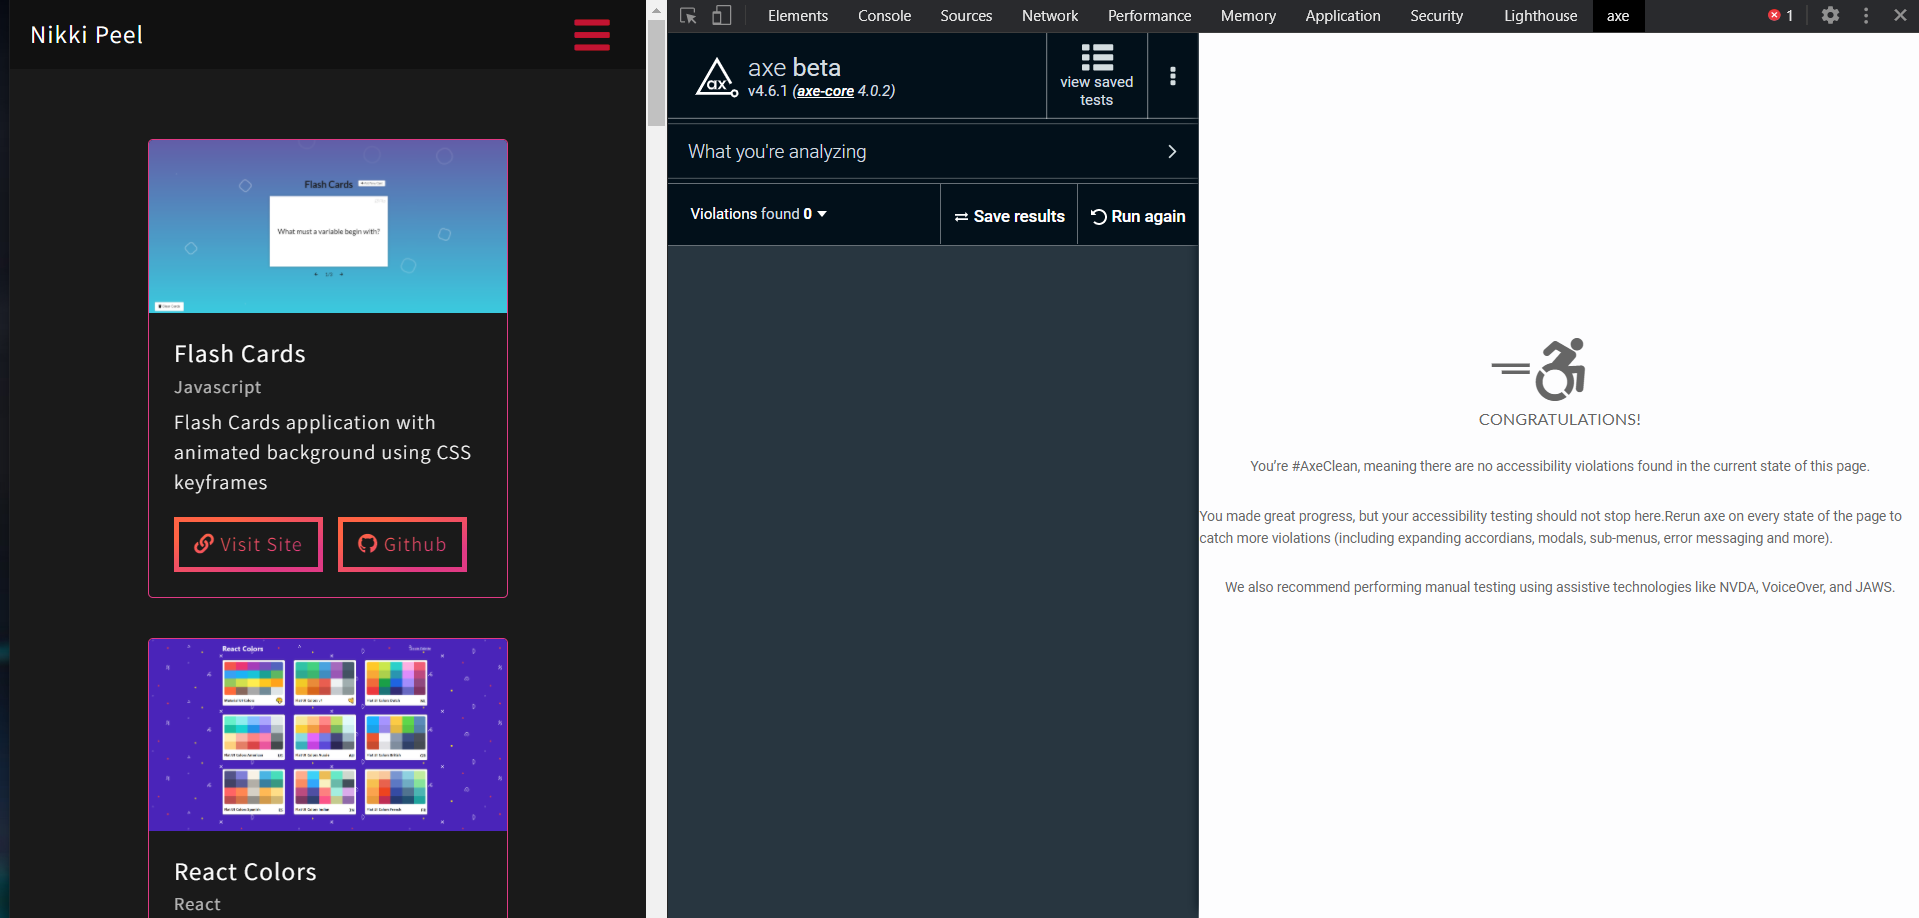 Nikki Peel
Flash Cards
What must a variable begin with?
1/9
Flash Cards
Javascript
Flash Cards application with
animated background using CSS
keyframes
Visit Site
Github
React Colors
React Colors
React
Elements
Console
Sources
Network
Performance
Memory
Application
Security
Lighthouse
axe
1
axe beta
v4.6.1 (axe-core 4.0.2)
view saved
tests
What you're analyzing
Violations found 0
Save results
Run again
CONGRATULATIONS!
You’re #AxeClean, meaning there are no accessibility violations found in the current state of this page.
You made great progress, but your accessibility testing should not stop here.Rerun axe on every state of the page to
catch more violations (including expanding accordians, modals, sub-menus, error messaging and more).
We also recommend performing manual testing using assistive technologies like NVDA, VoiceOver, and JAWS.